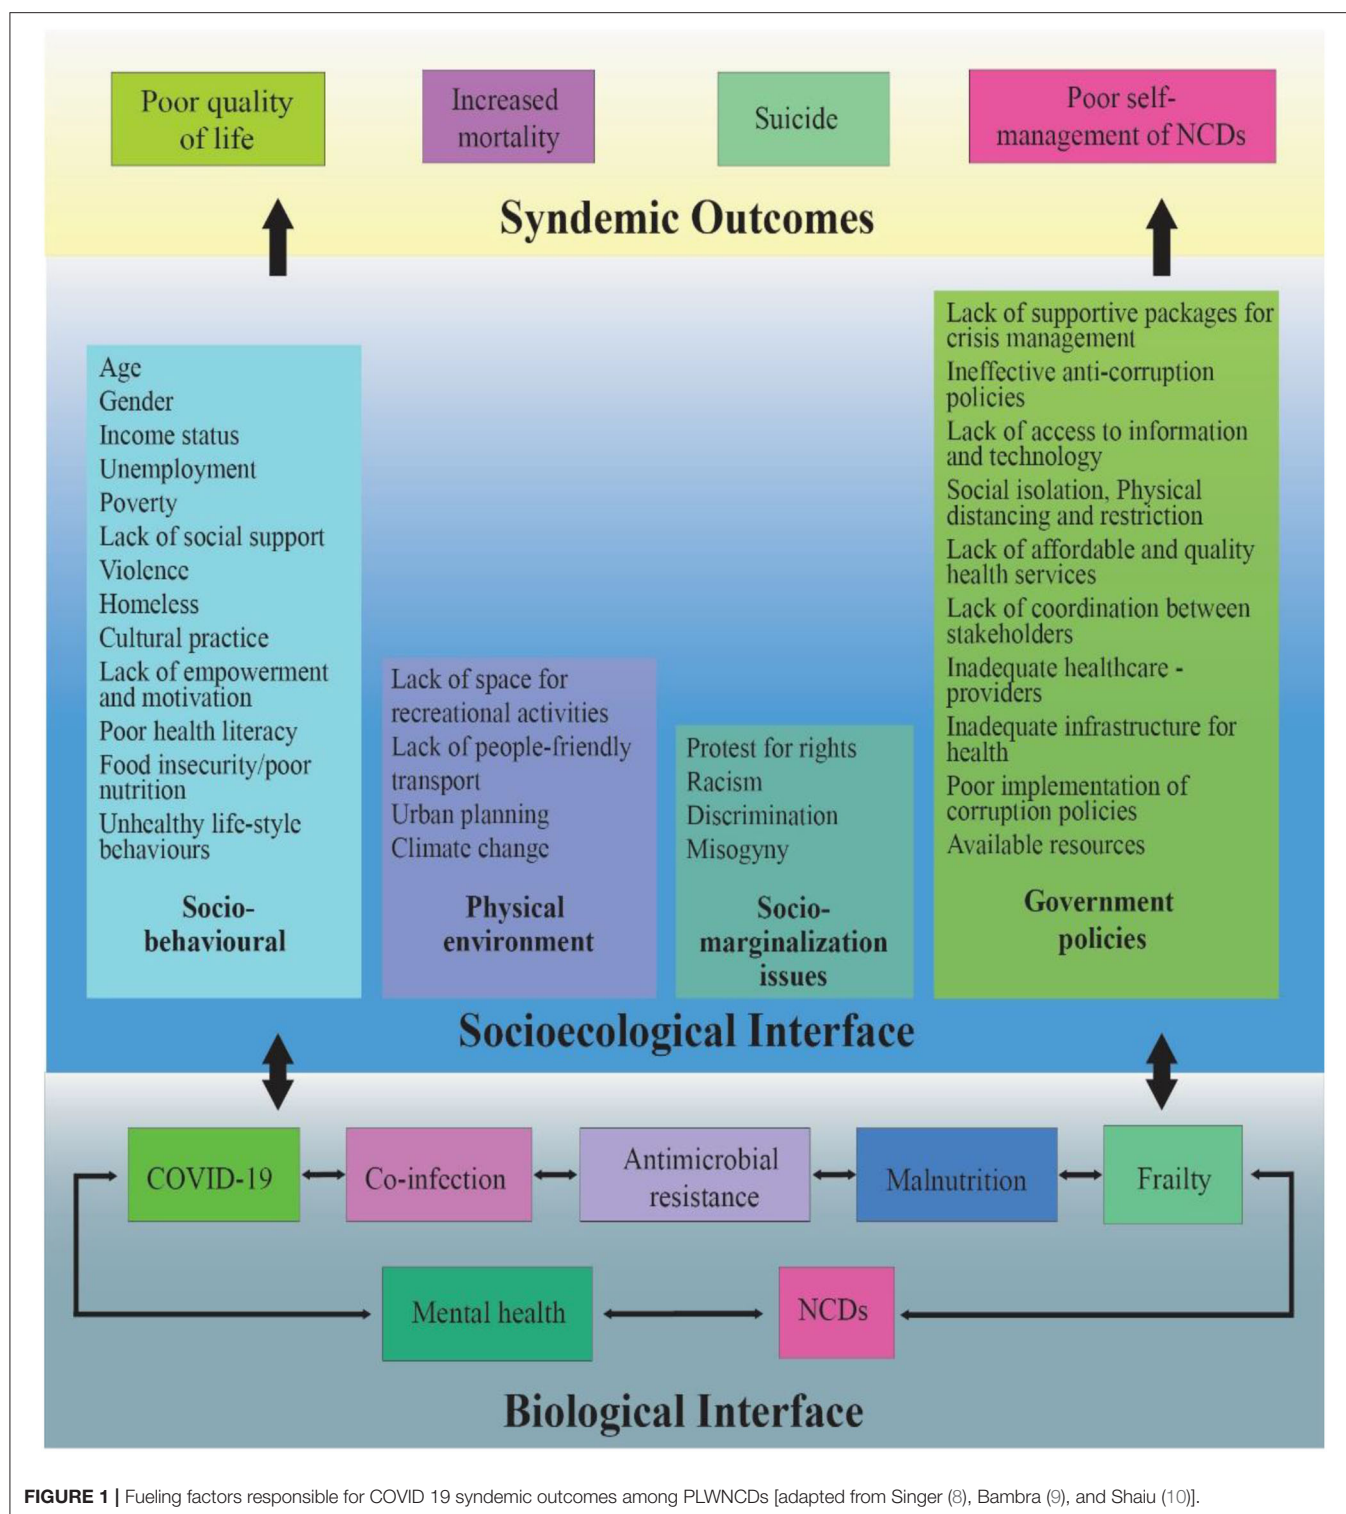 Poor quality
of life
Increased
mortality
Suicide
Poor self-
management of NCDs
Syndemic Outcomes
Age
Gender
Income status
Unemployment
Poverty
Lack of social support
Violence
Homeless
Cultural practice
Lack of empowerment
and motivation
Poor health literacy
Food insecurity/poor
nutrition
Unhealthy life-style
behaviours
Socio-
behavioural
Lack of space for
recreational activities
Lack of people-friendly
transport
Urban planning
Climate change
Physical
environment
Protest for rights
Racism
Discrimination
Misogyny
Socio-
marginalization
issues
Lack of supportive packages for
crisis management
Ineffective anti-corruption
policies
Lack of access to information
and technology
Social isolation, Physical
distancing and restriction
Lack of affordable and quality
health services
Lack of coordination between
stakeholders
Inadequate healthcare -
providers
Inadequate infrastructure for
health
Poor implementation of
corruption policies
Available resources
Government
policies
Socioecological Interface
COVID-19
Co-infection
Antimicrobial
resistance
Malnutrition
Frailty
Mental health
NCDs
Biological Interface
FIGURE 1 | Fueling factors responsible for COVID 19 syndemic outcomes among PLWNCDs [adapted from Singer (8), Bambra (9), and Shaiu (10)].